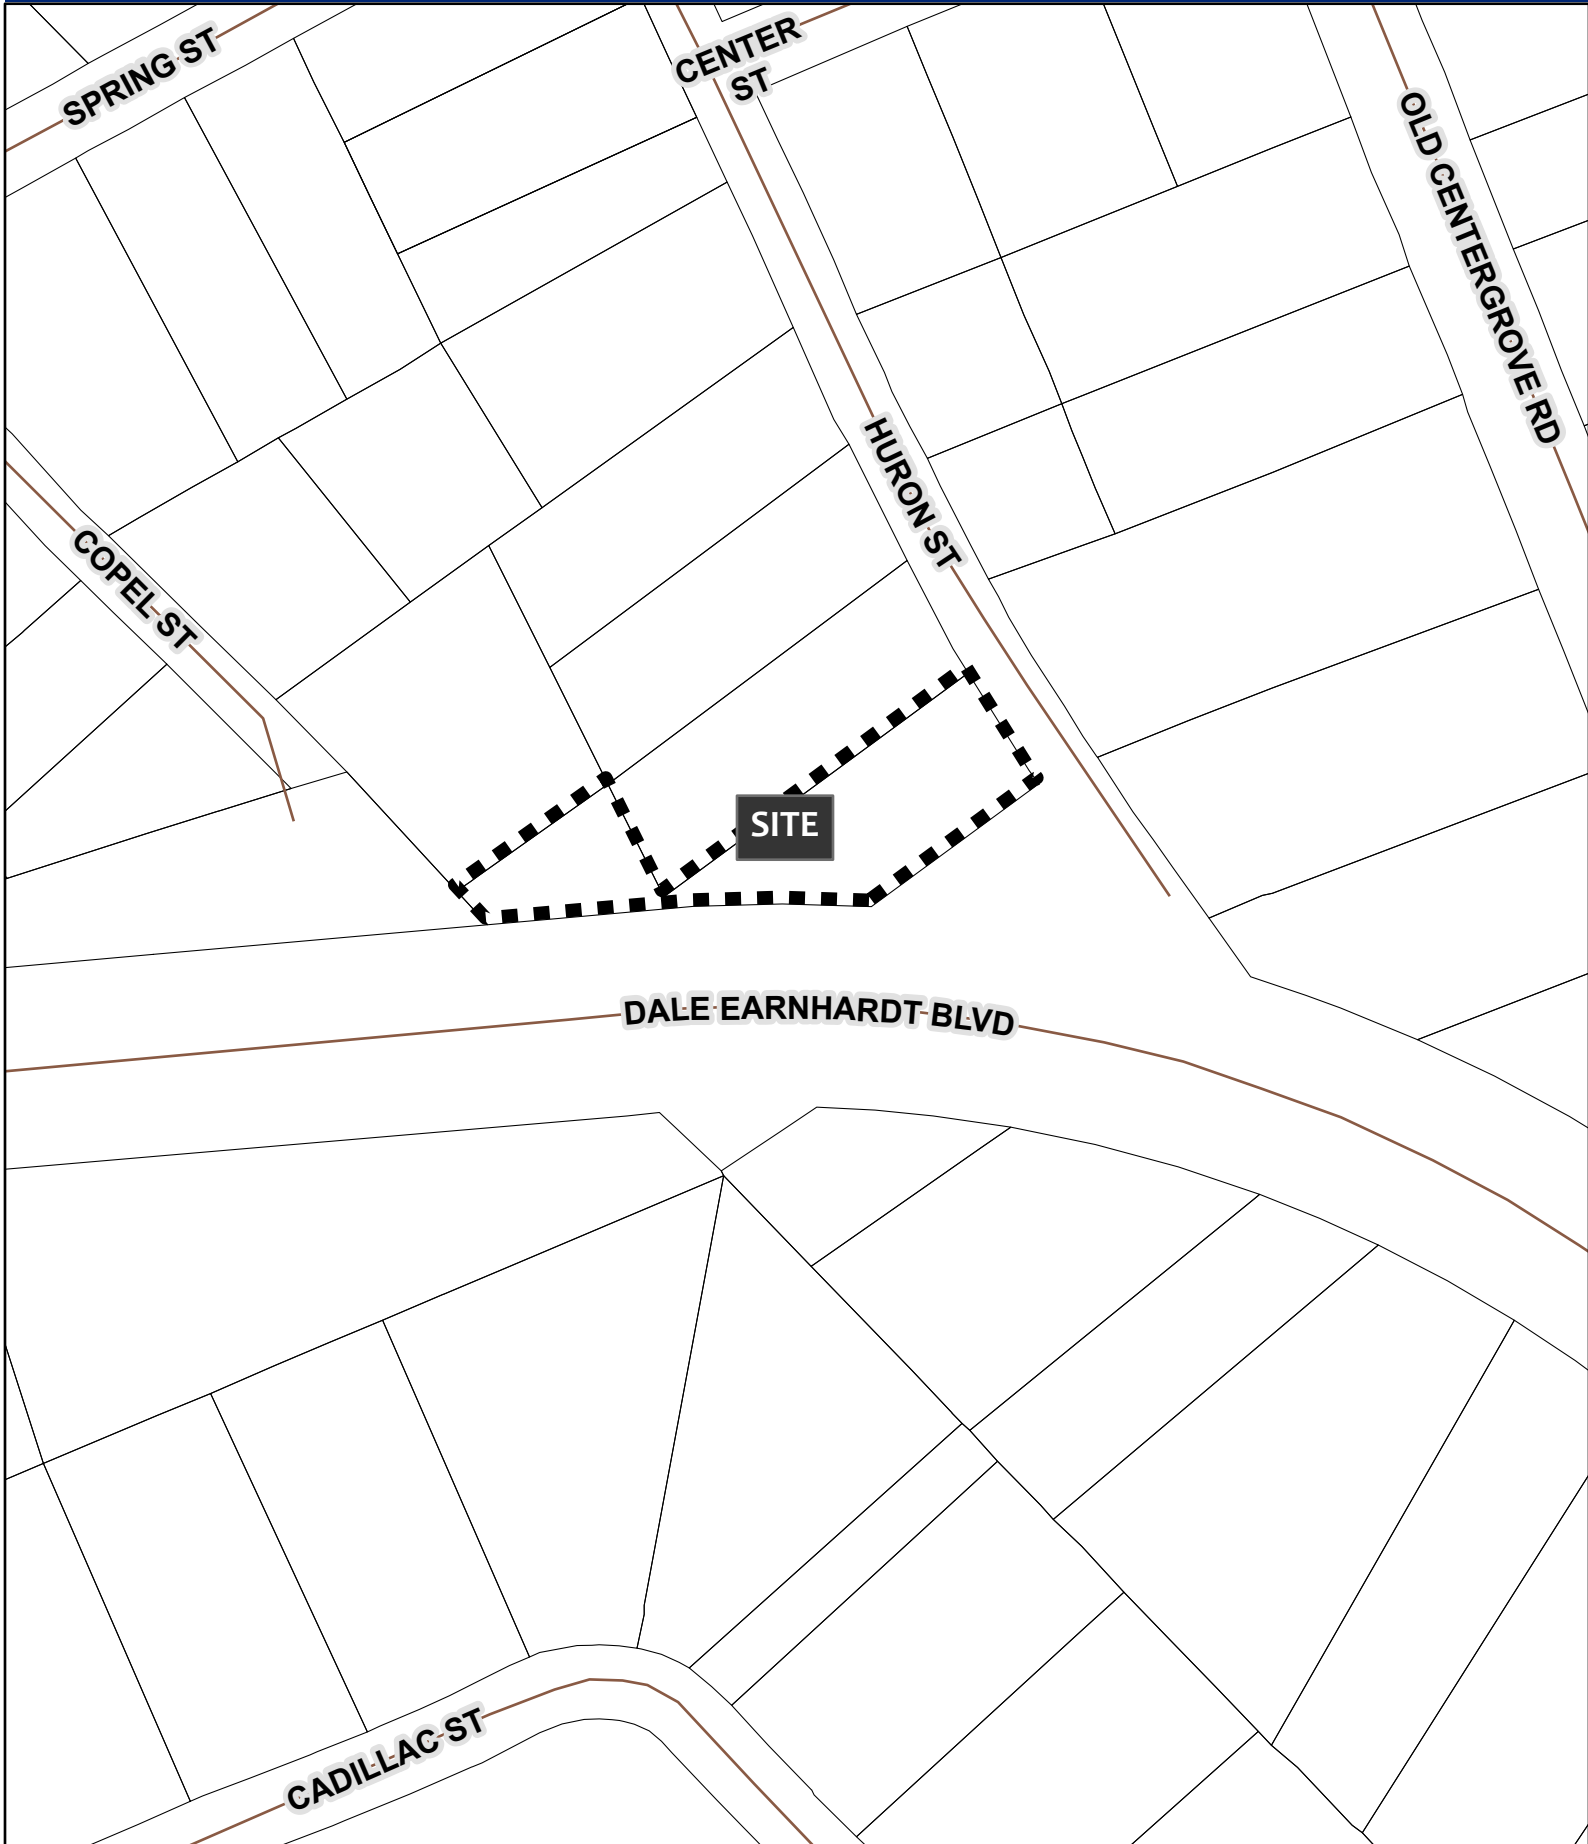 SPRING ST
CENTER
ST
OLD CENTERGROVE RD
HURON ST
COPEL ST
SITE
DALE EARNHARDT BLVD
CADILLAC ST